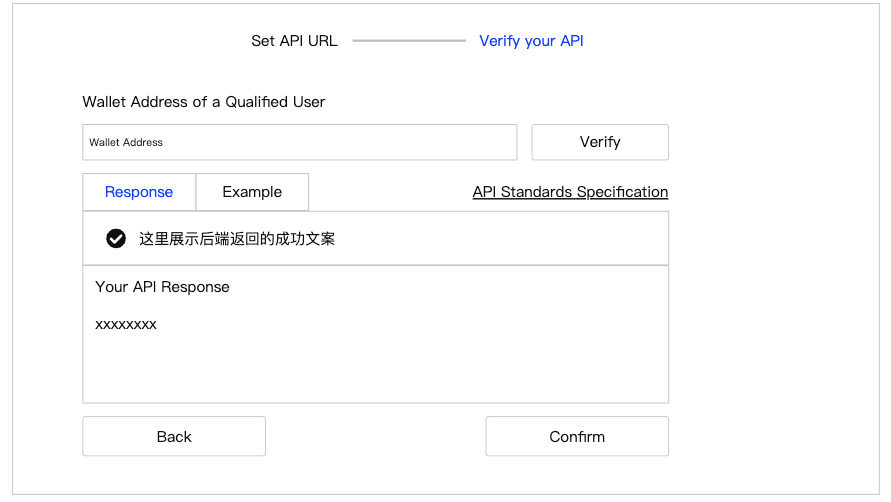 Set API URL Verify your API
Wallet Address of a Qualified User
Wallet Address Verify
Response Example API Standards Specification
这里展示后端返回的成功文案
Your API Response
xxxxxxxx
Back Confirm